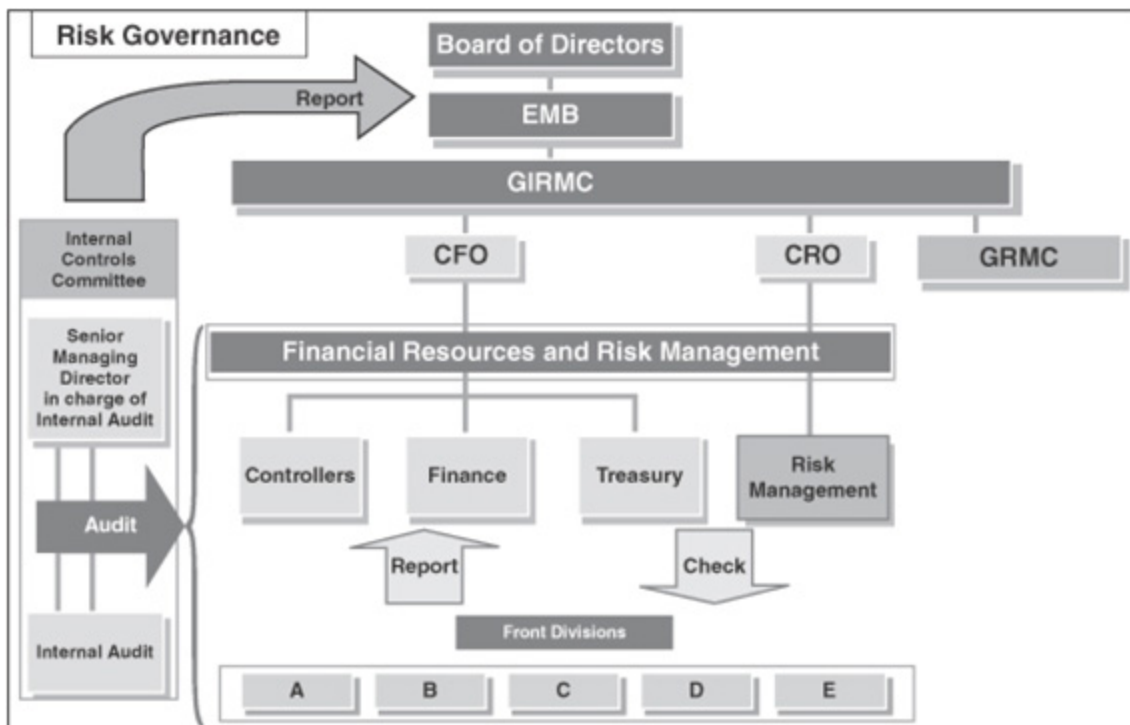 Risk Governance
Board of Directors
Report
EMB
GIRMC
Internal
Controls
Committee
CFO
CRO
GRMC
Senior
Managing
Director
in charge of
Internal Audit
Financial Resources and Risk Management
Controllers
Finance
Treasury
Risk
Management
Audit
Report
Check
Front Divisions
Internal Audit
A
B
C
D
E